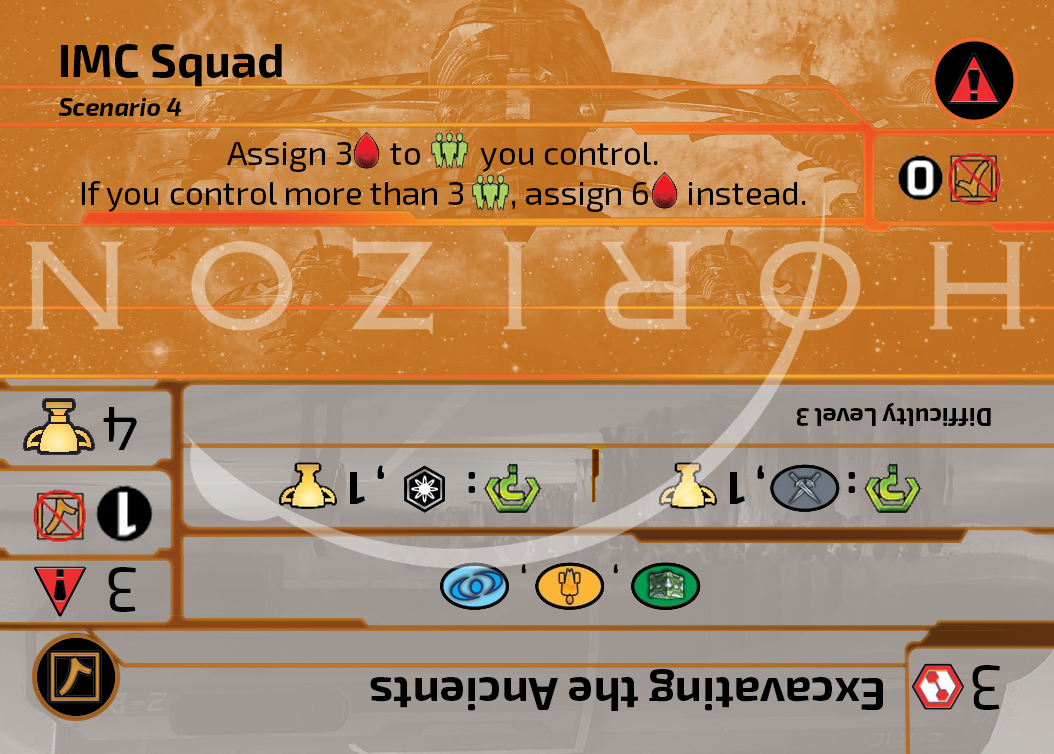 IMC Squad
Scenario 4
Assign 3 to you control.
If you control more than 3 , assign 6 instead.
0
HORIZON
Excavating the Ancients
3
3
1
: , 1 : , 1
4
Difficulty Level 3